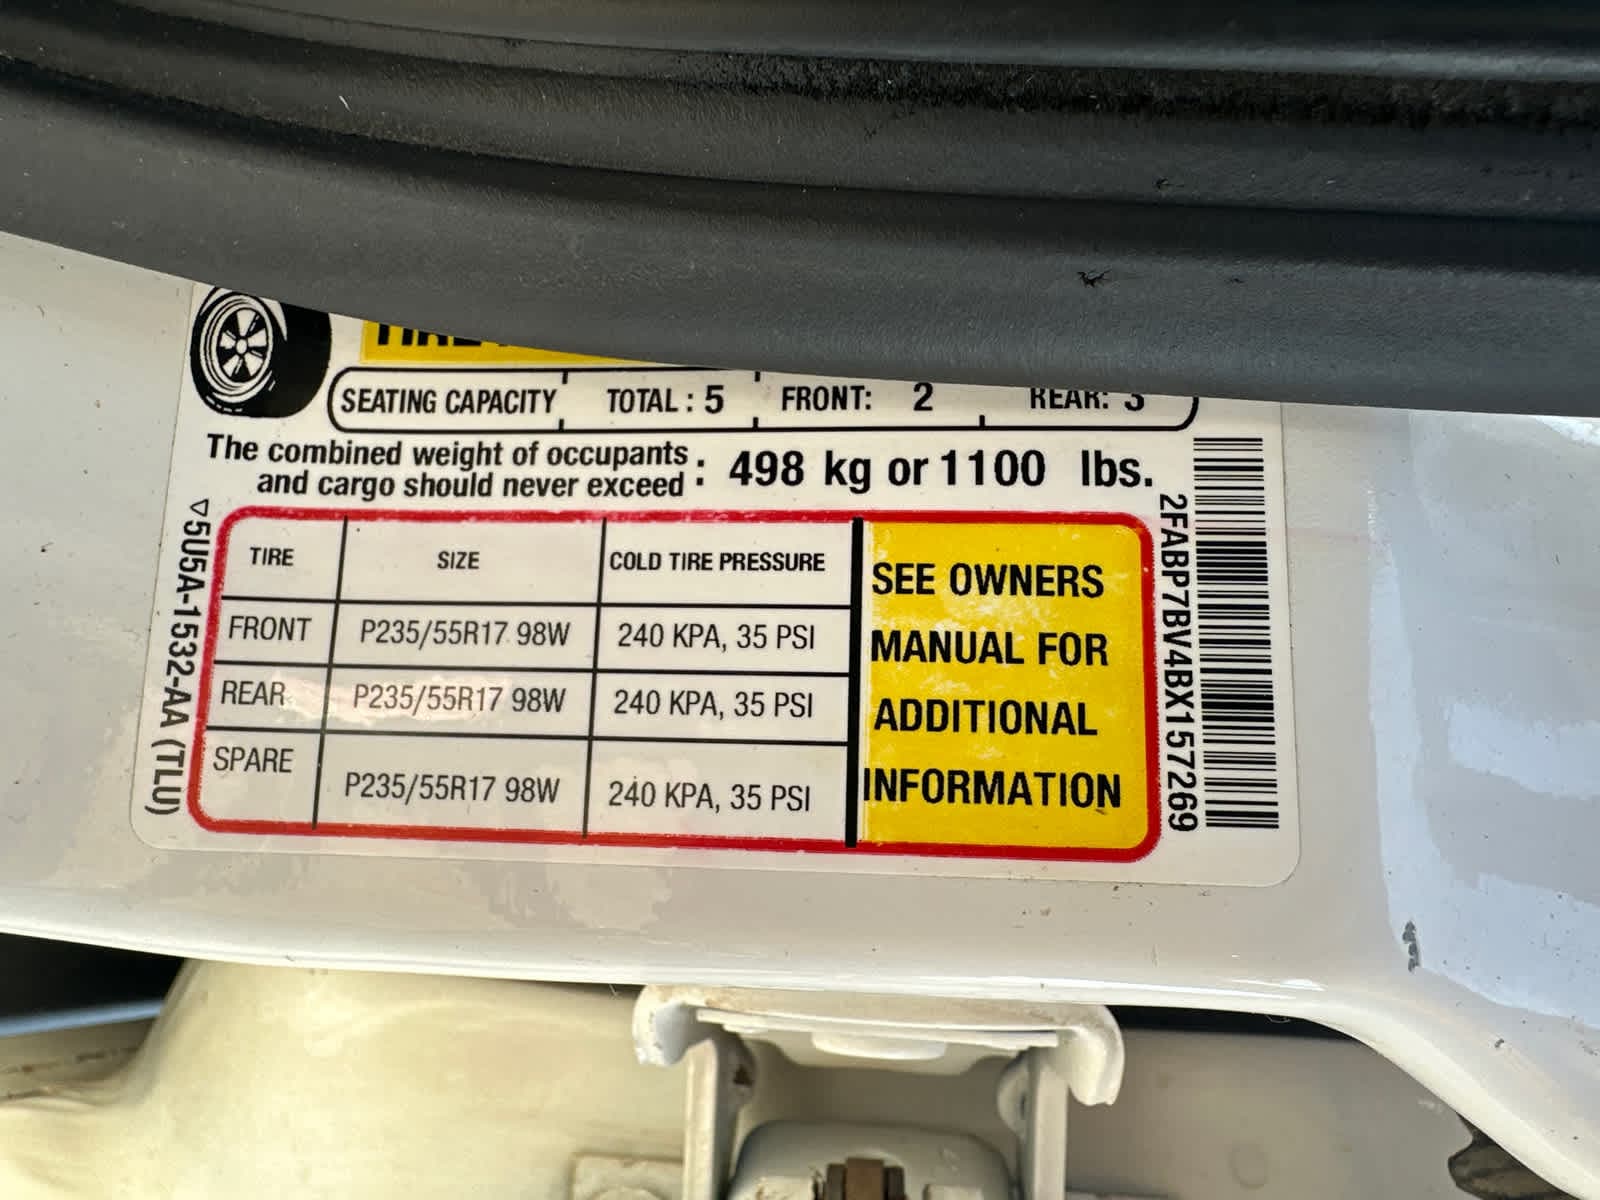 SEATING CAPACITY TOTAL : 5 FRONT: 2 REAR: 3
The combined weight of occupants
and cargo should never exceed : 498 kg or 1100 lbs.
TIRE SIZE COLD TIRE PRESSURE
FRONT P235/55R17 98W 240 KPA, 35 PSI
REAR P235/55R17 98W 240 KPA, 35 PSI
SPARE P235/55R17 98W 240 KPA, 35 PSI
SEE OWNERS
MANUAL FOR
ADDITIONAL
INFORMATION
▽5U5A-1532-AA (TLU)
2FABP7BV4BX157269